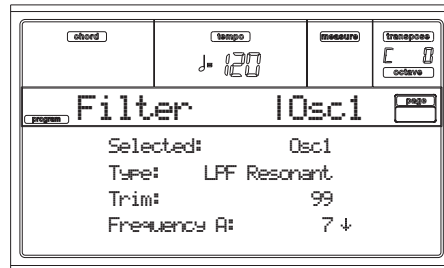 chord tempo measure transpose
♩= 120 C 0
octave
program Filter |Osc1 page
Selected: Osc1
Type: LPF Resonant
Trim: 99
Frequency A: 7 ↓